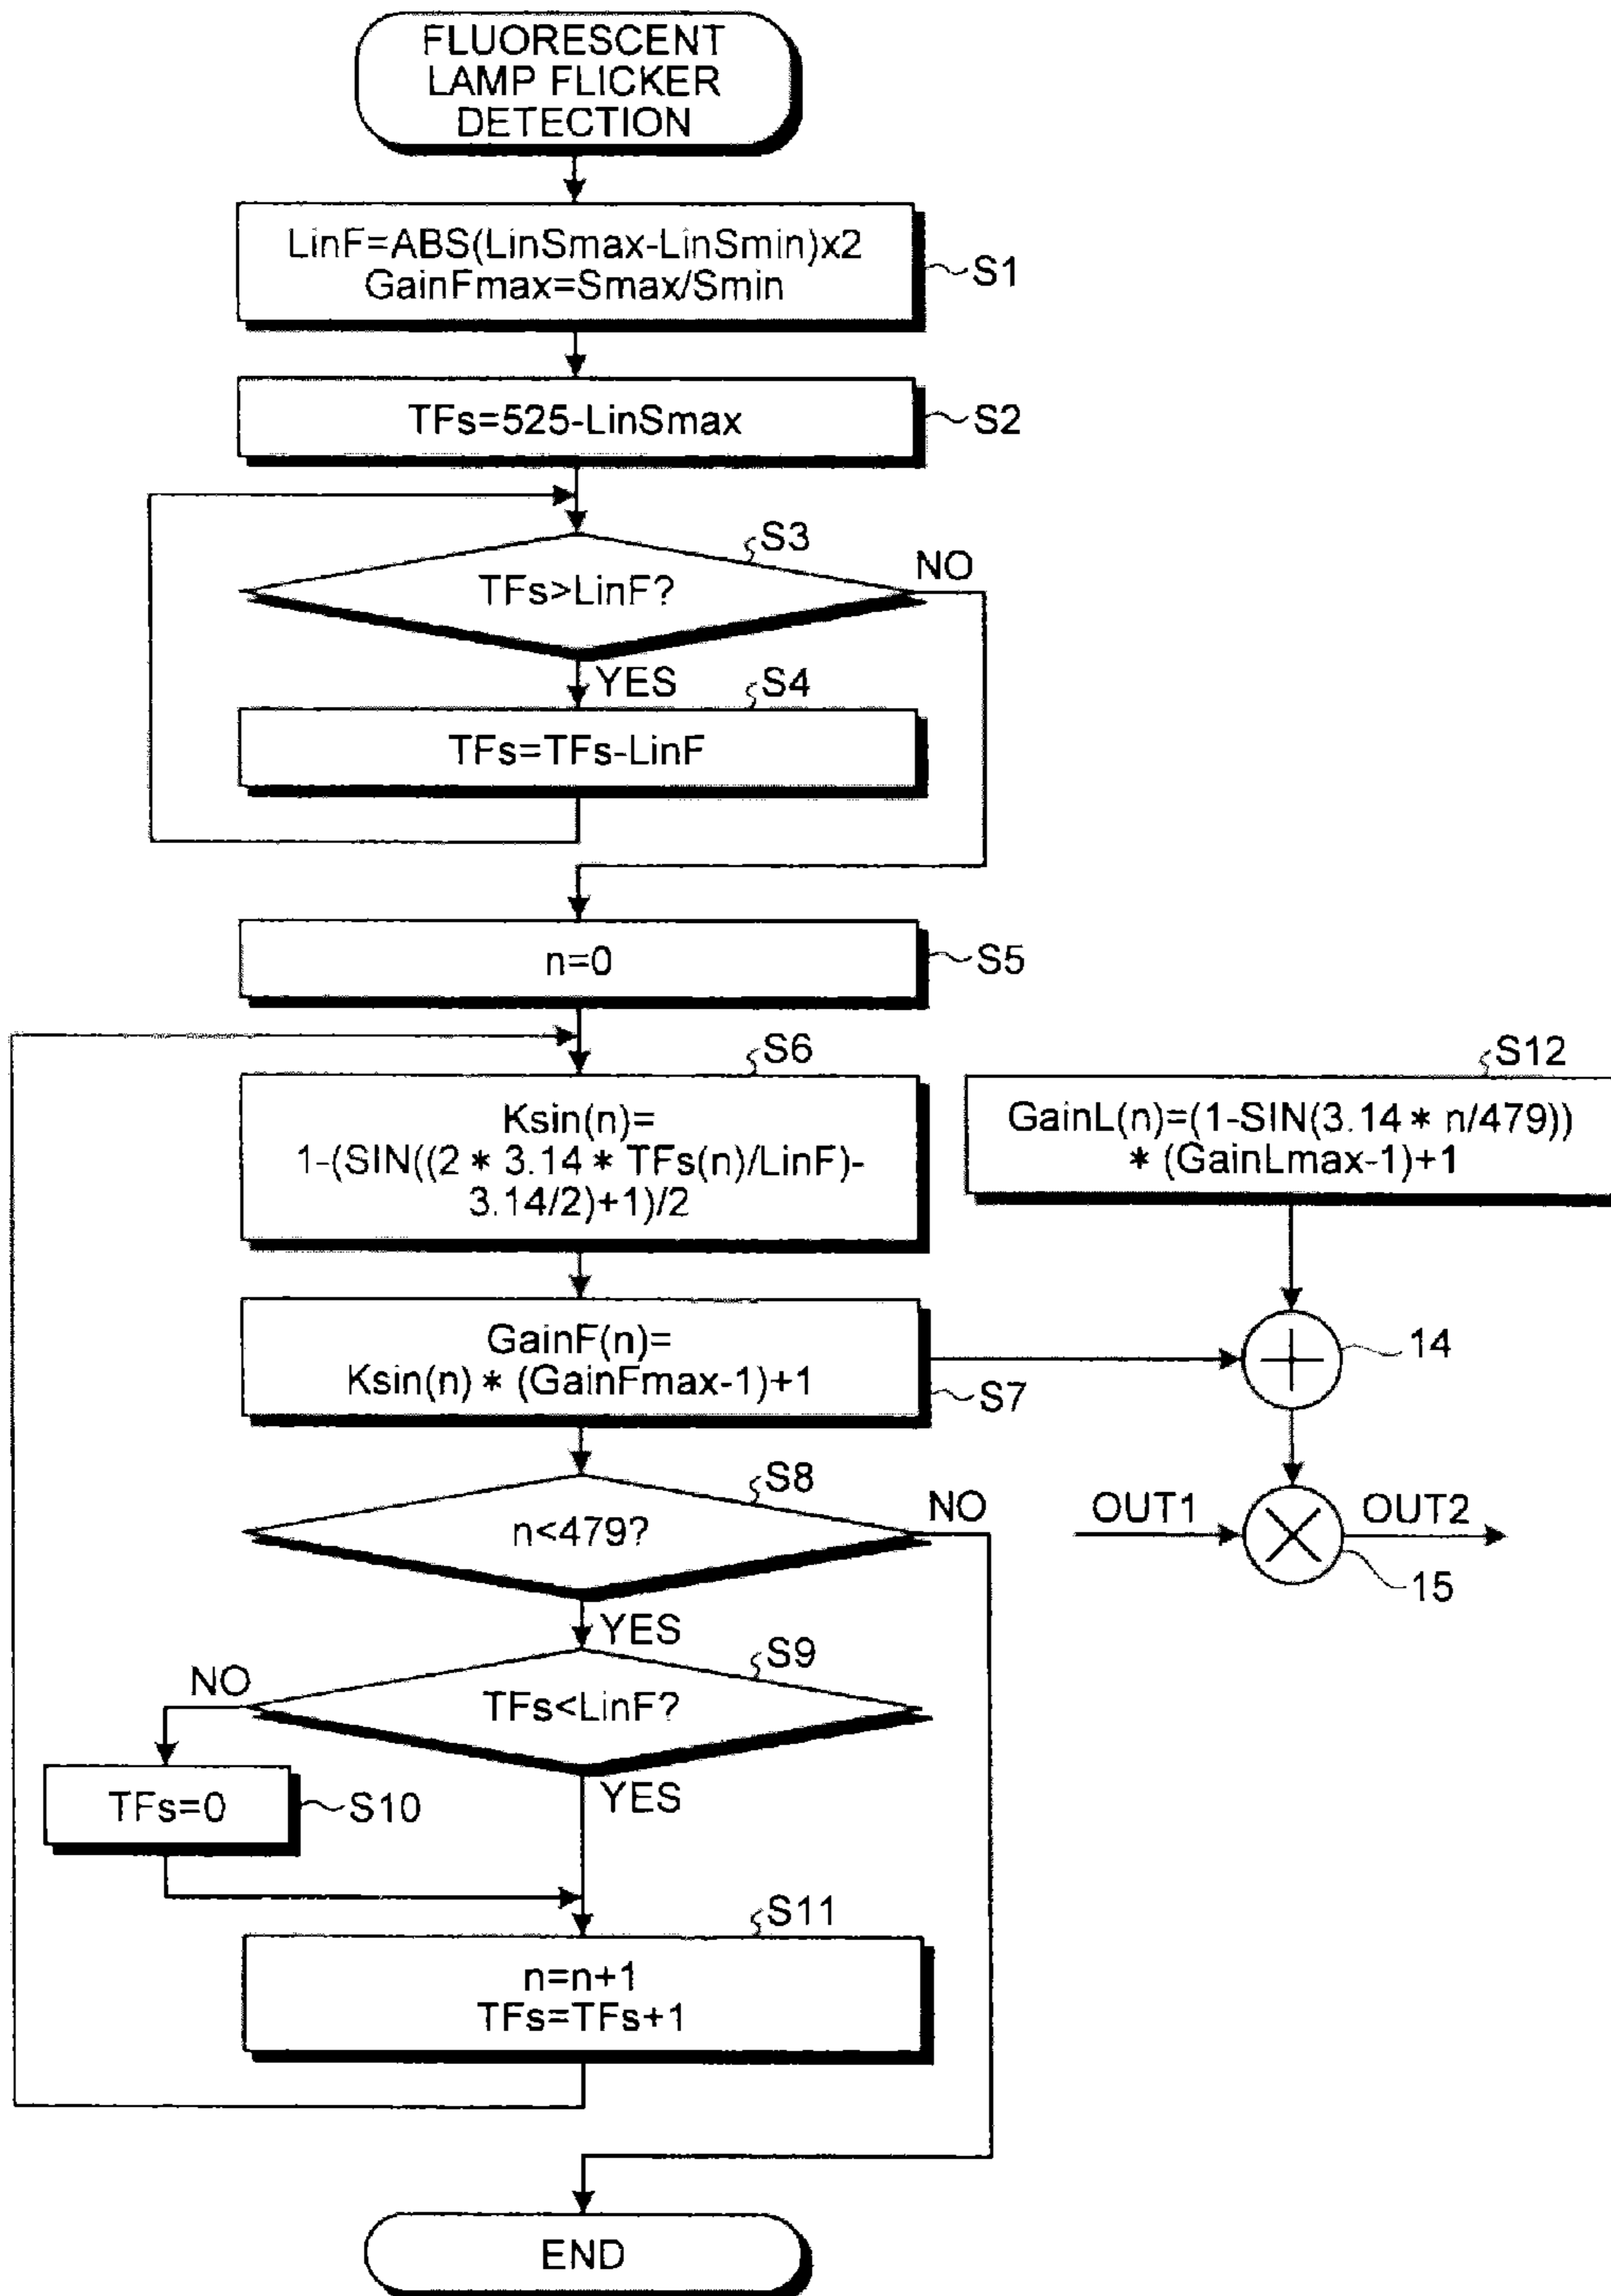 FLUORESCENT
LAMP FLICKER
DETECTION
LinF=ABS(LinSmax-LinSmin)x2
GainFmax=Smax/Smin
S1
TFs=525-LinSmax
S2
S3
TFs>LinF?
NO
YES
S4
TFs=TFs-LinF
n=0
S5
S6
Ksin(n)=
1-(SIN((2 * 3.14 * TFs(n)/LinF)-
3.14/2)+1)/2
S12
GainL(n)=(1-SIN(3.14 * n/479))
* (GainLmax-1)+1
GainF(n)=
Ksin(n) * (GainFmax-1)+1
S7
14
S8
n<479?
NO
YES
OUT1
OUT2
15
S9
TFs<LinF?
NO
YES
TFs=0
S10
S11
n=n+1
TFs=TFs+1
END